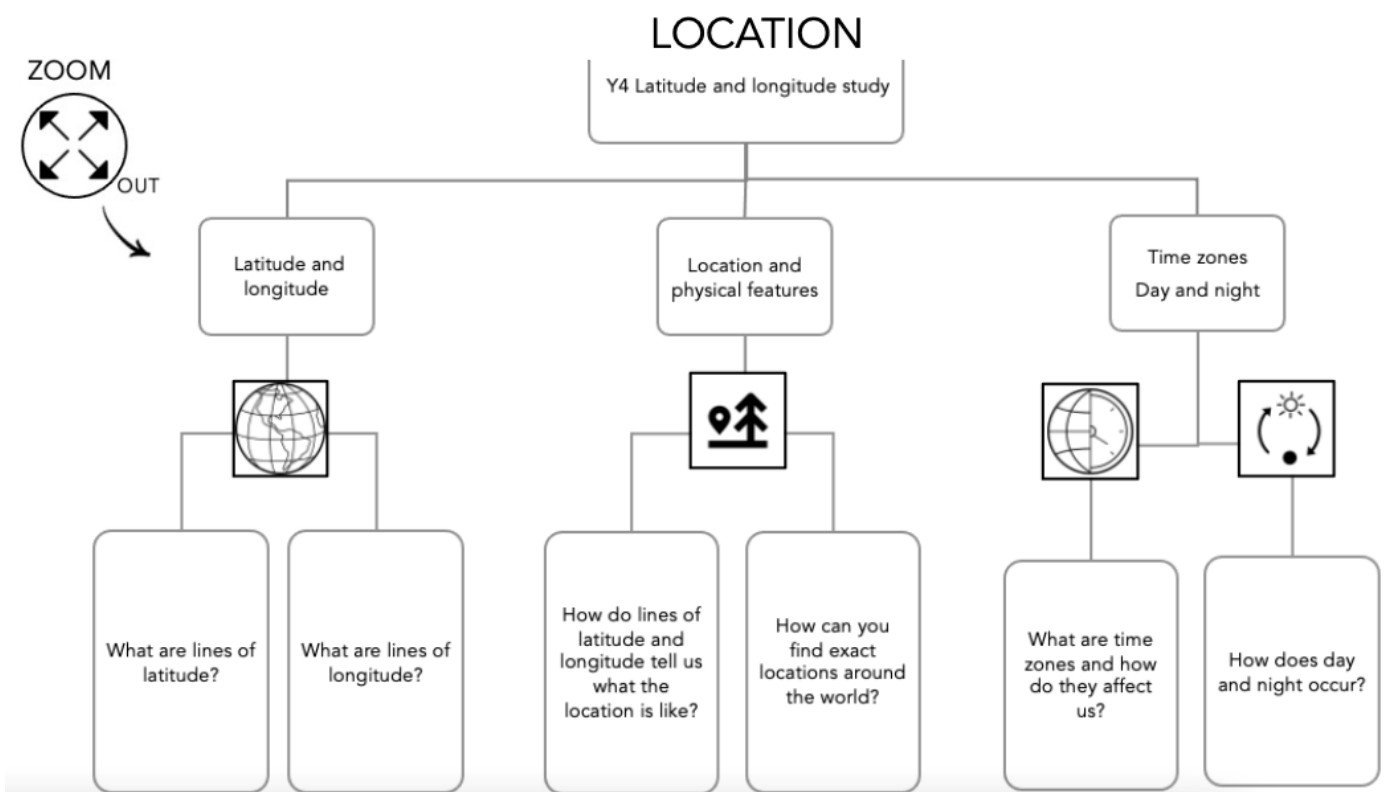 LOCATION
ZOOM
OUT
Y4 Latitude and longitude study
Latitude and
longitude
Location and
physical features
Time zones
Day and night
What are lines of
latitude?
What are lines of
longitude?
How do lines of
latitude and
longitude tell us
what the
location is like?
How can you
find exact
locations around
the world?
What are time
zones and how
do they affect
us?
How does day
and night occur?